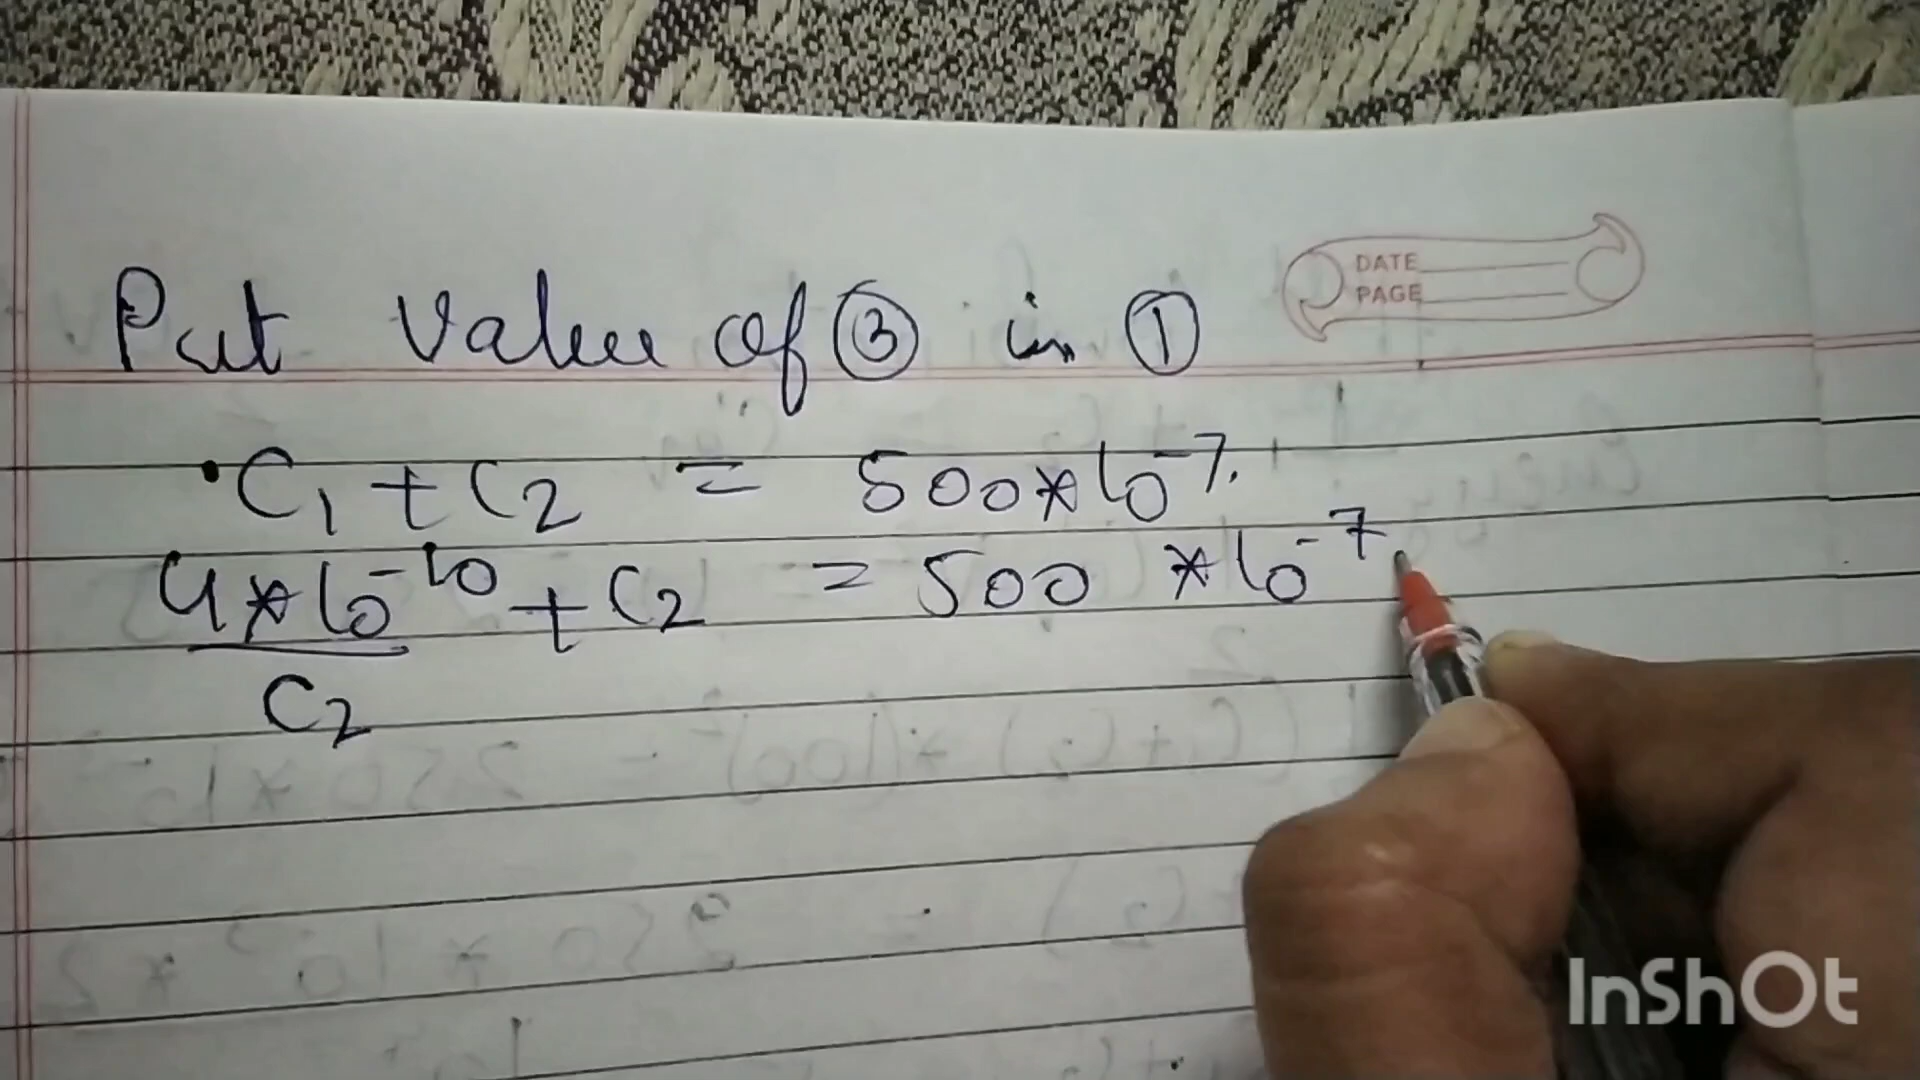 DATE
PAGE
Put value of ③ in ①
C₁ + C₂ = 500*10⁻⁷.
4*10⁻¹⁰ + C₂ = 500 *10⁻⁷
C₂
InShOt